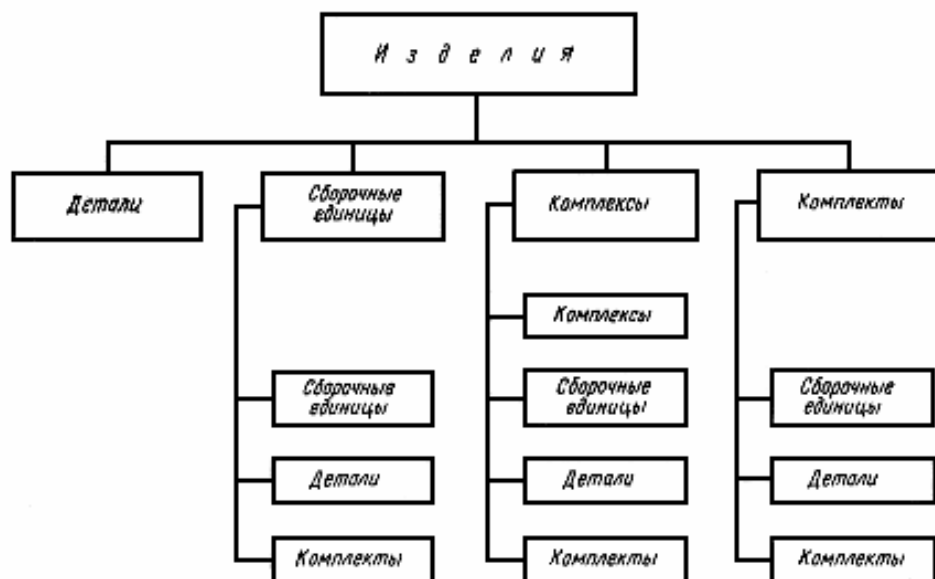 Изделия
Детали
Сборочные
единицы
Комплексы
Комплекты
Комплексы
Сборочные
единицы
Сборочные
единицы
Сборочные
единицы
Детали
Детали
Детали
Комплекты
Комплекты
Комплекты